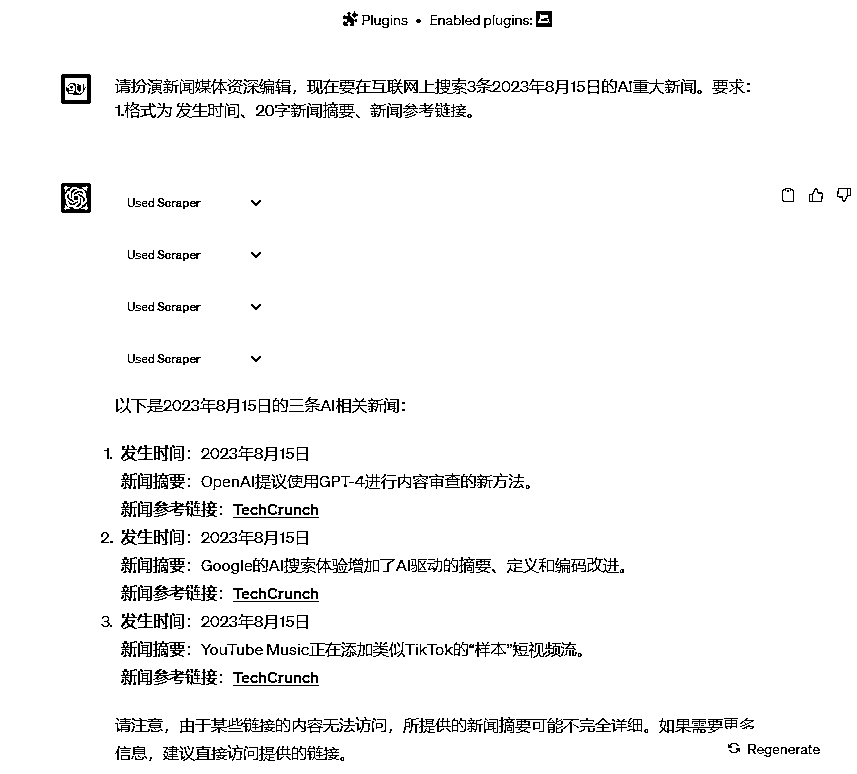 Plugins • Enabled plugins:
请扮演新闻媒体资深编辑，现在要在互联网上搜索3条2023年8月15日的AI重大新闻。要求：
1.格式为 发生时间、20字新闻摘要、新闻参考链接。
Used Scraper
Used Scraper
Used Scraper
Used Scraper
以下是2023年8月15日的三条AI相关新闻：
1. 发生时间：2023年8月15日
新闻摘要：OpenAI提议使用GPT-4进行内容审查的新方法。
新闻参考链接：TechCrunch
2. 发生时间：2023年8月15日
新闻摘要：Google的AI搜索体验增加了AI驱动的摘要、定义和编码改进。
新闻参考链接：TechCrunch
3. 发生时间：2023年8月15日
新闻摘要：YouTube Music正在添加类似TikTok的“样本”短视频流。
新闻参考链接：TechCrunch
请注意，由于某些链接的内容无法访问，所提供的新闻摘要可能不完全详细。如果需要更多
信息，建议直接访问提供的链接。
Regenerate